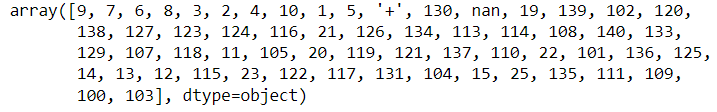 array([9, 7, 6, 8, 3, 2, 4, 10, 1, 5, '+', 130, nan, 19, 139, 102, 120,
138, 127, 123, 124, 116, 21, 126, 134, 113, 114, 108, 140, 133,
129, 107, 118, 11, 105, 20, 119, 121, 137, 110, 22, 101, 136, 125,
14, 13, 12, 115, 23, 122, 117, 131, 104, 15, 25, 135, 111, 109,
100, 103], dtype=object)